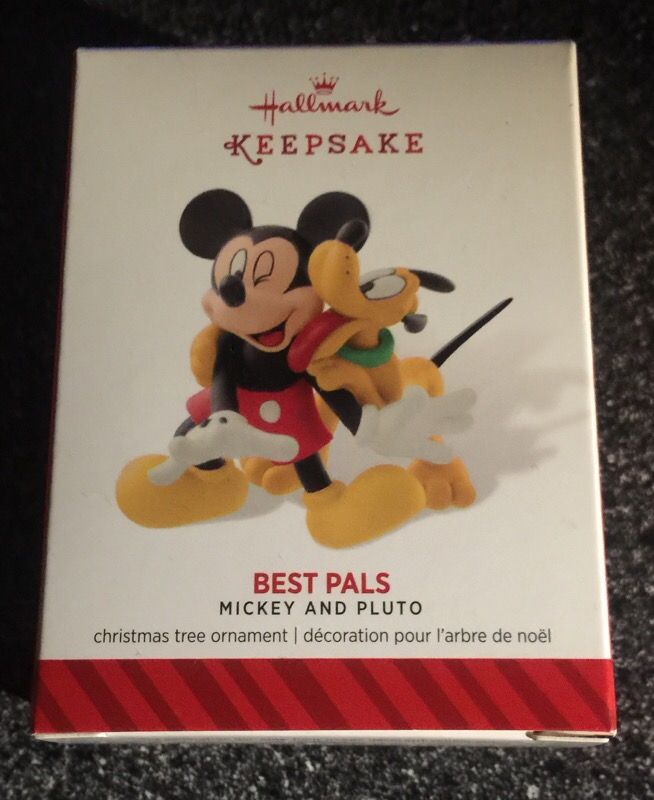 Hallmark
KEEPSAKE
BEST PALS
MICKEY AND PLUTO
christmas tree ornament | décoration pour l'arbre de noël